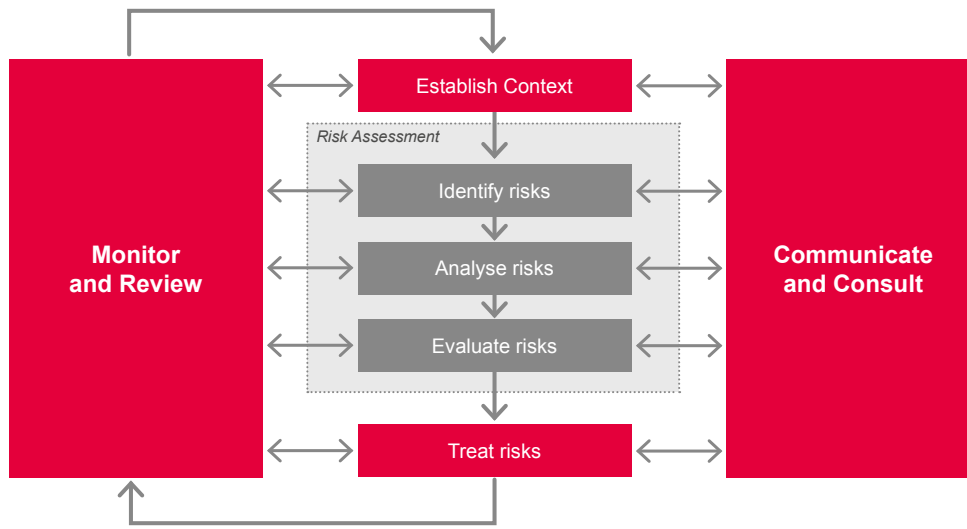 Establish Context
Risk Assessment
Identify risks
Monitor
and Review
Analyse risks
Communicate
and Consult
Evaluate risks
Treat risks